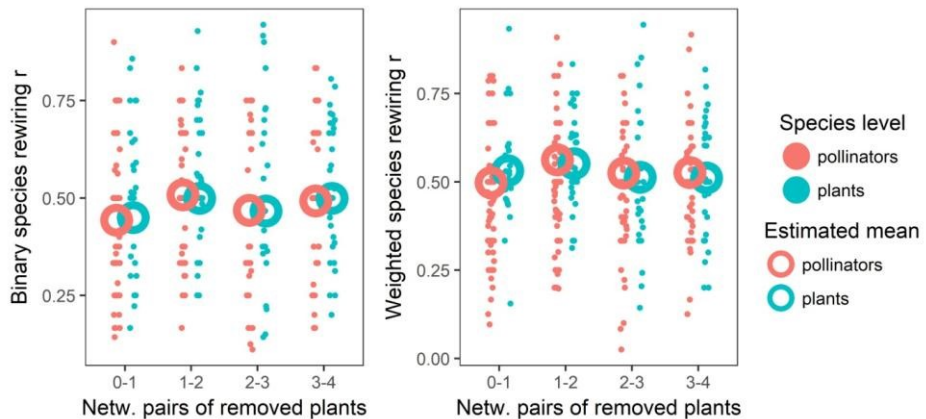 Binary species rewiring r
0.75
0.50
0.25
0-1 1-2 2-3 3-4
Netw. pairs of removed plants
Weighted species rewiring r
0.75
0.50
0.25
0.00
0-1 1-2 2-3 3-4
Netw. pairs of removed plants
Species level
pollinators
plants
Estimated mean
pollinators
plants